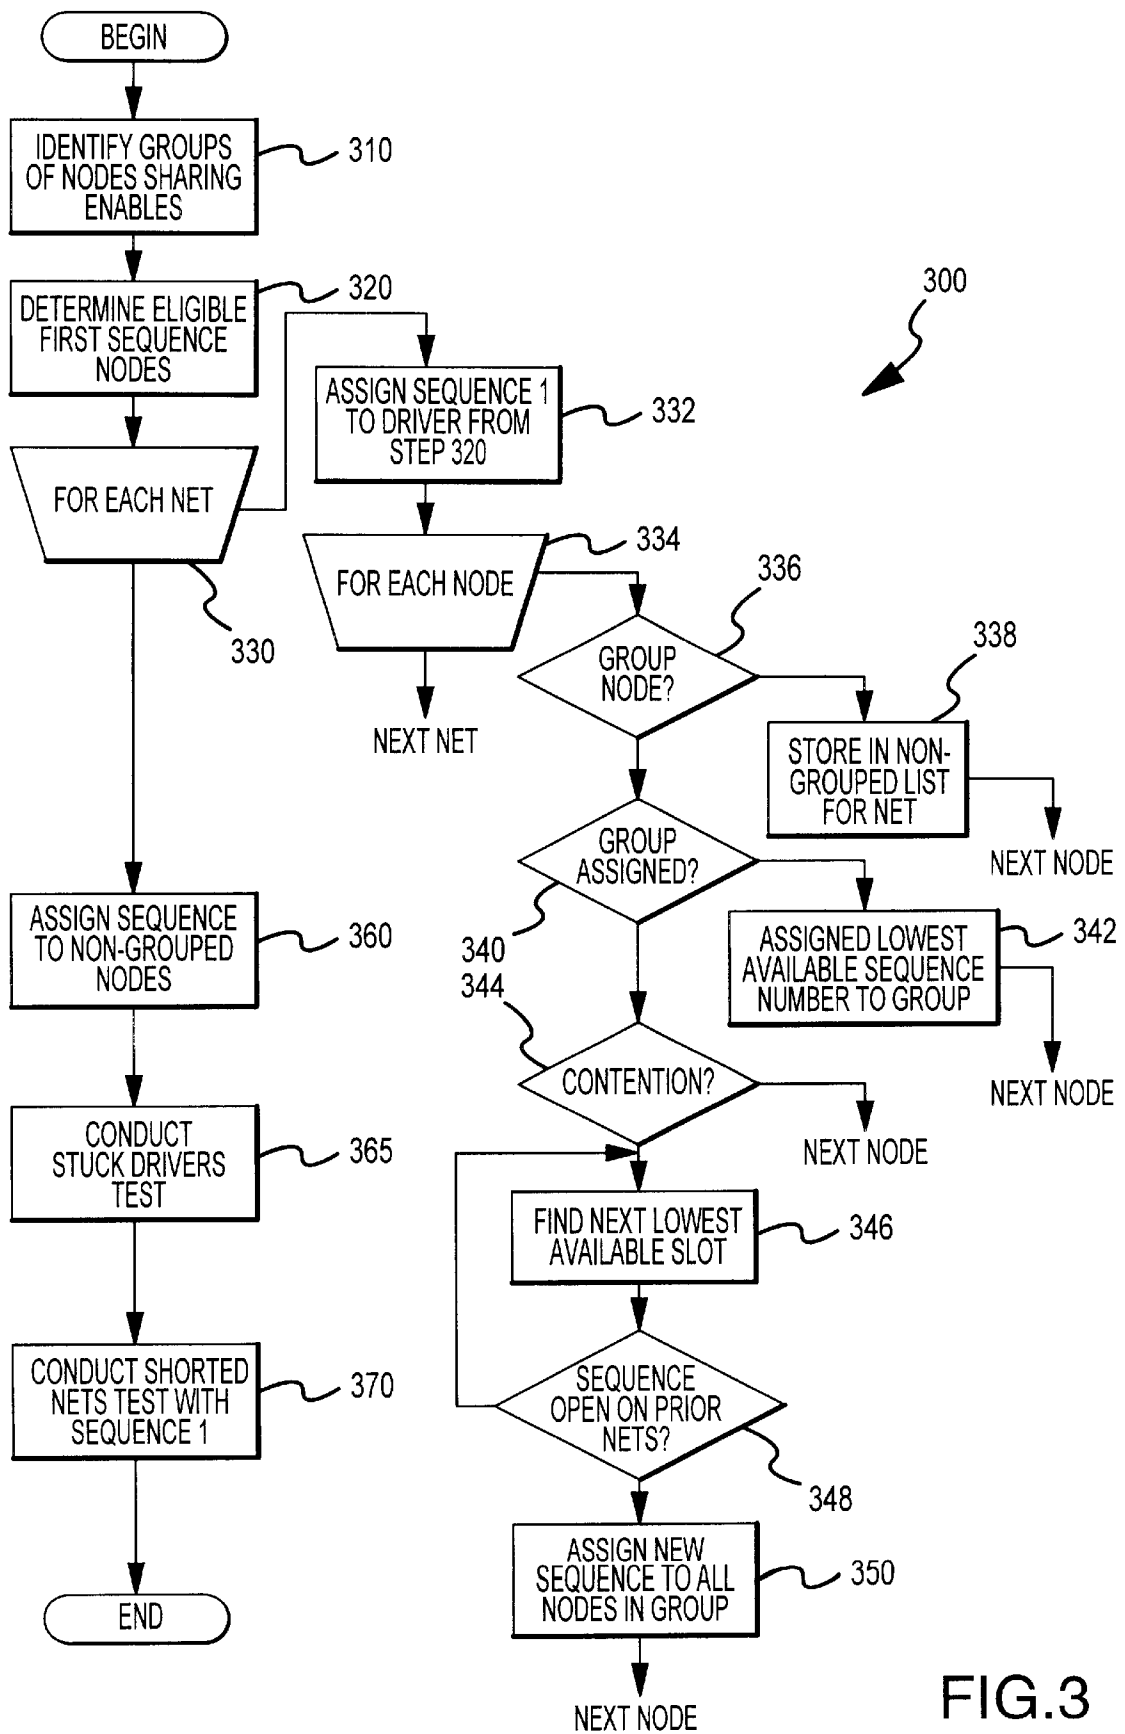 BEGIN
IDENTIFY GROUPS
OF NODES SHARING
ENABLES
310
DETERMINE ELIGIBLE
FIRST SEQUENCE
NODES
320
300
ASSIGN SEQUENCE 1
TO DRIVER FROM
STEP 320
332
FOR EACH NET
330
FOR EACH NODE
334
NEXT NET
GROUP
NODE?
336
STORE IN NON-
GROUPED LIST
FOR NET
338
NEXT NODE
GROUP
ASSIGNED?
340
ASSIGNED LOWEST
AVAILABLE SEQUENCE
NUMBER TO GROUP
342
NEXT NODE
344
CONTENTION?
NEXT NODE
FIND NEXT LOWEST
AVAILABLE SLOT
346
SEQUENCE
OPEN ON PRIOR
NETS?
348
ASSIGN NEW
SEQUENCE TO ALL
NODES IN GROUP
350
NEXT NODE
ASSIGN SEQUENCE
TO NON-GROUPED
NODES
360
CONDUCT
STUCK DRIVERS
TEST
365
CONDUCT SHORTED
NETS TEST WITH
SEQUENCE 1
370
END
FIG.3